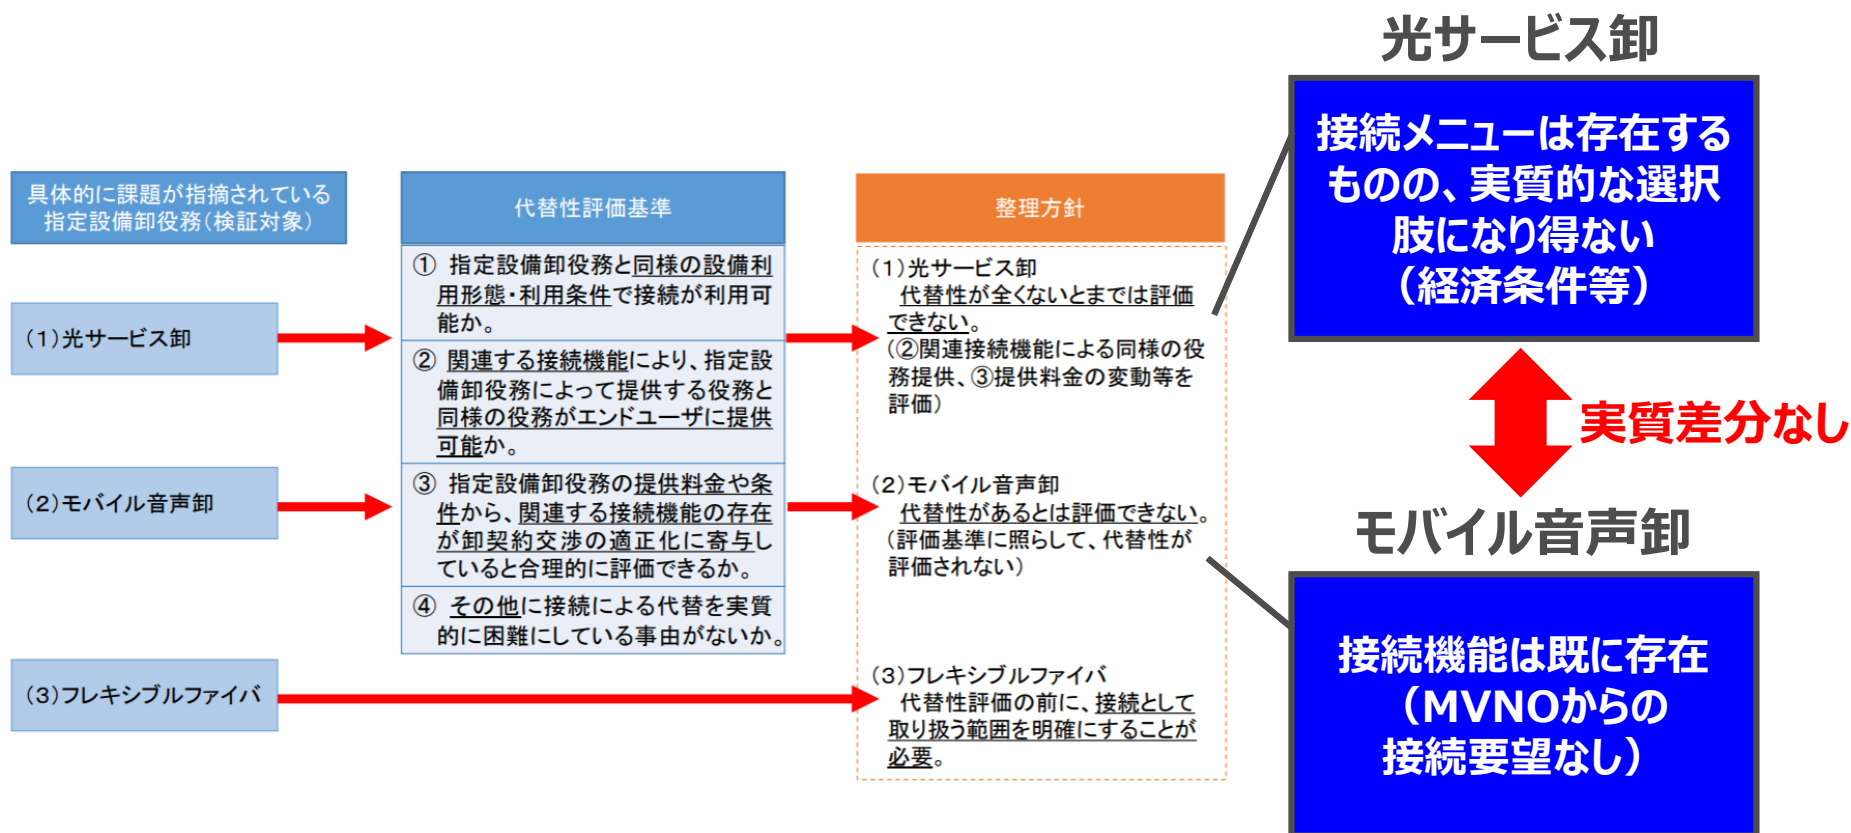 具体的に課題が指摘されている
指定設備卸役務(検証対象)
(1)光サービス卸
(2)モバイル音声卸
(3)フレキシブルファイバ
代替性評価基準
① 指定設備卸役務と同様の設備利
用形態・利用条件で接続が利用可
能か。
② 関連する接続機能により、指定設
備卸役務によって提供する役務と
同様の役務がエンドユーザに提供
可能か。
③ 指定設備卸役務の提供料金や条
件から、関連する接続機能の存在
が卸契約交渉の適正化に寄与し
ていると合理的に評価できるか。
④ その他に接続による代替を実質
的に困難にしている事由がないか。
整理方針
(1)光サービス卸
代替性が全くないとまでは評価
できない。
(②関連接続機能による同様の役
務提供、③提供料金の変動等を
評価)
(2)モバイル音声卸
代替性があるとは評価できない。
(評価基準に照らして、代替性が
評価されない)
(3)フレキシブルファイバ
代替性評価の前に、接続として
取り扱う範囲を明確にすることが
必要。
光サービス卸
接続メニューは存在する
ものの、実質的な選択
肢になり得ない
(経済条件等)
実質差分なし
モバイル音声卸
接続機能は既に存在
(MVNOからの
接続要望なし)